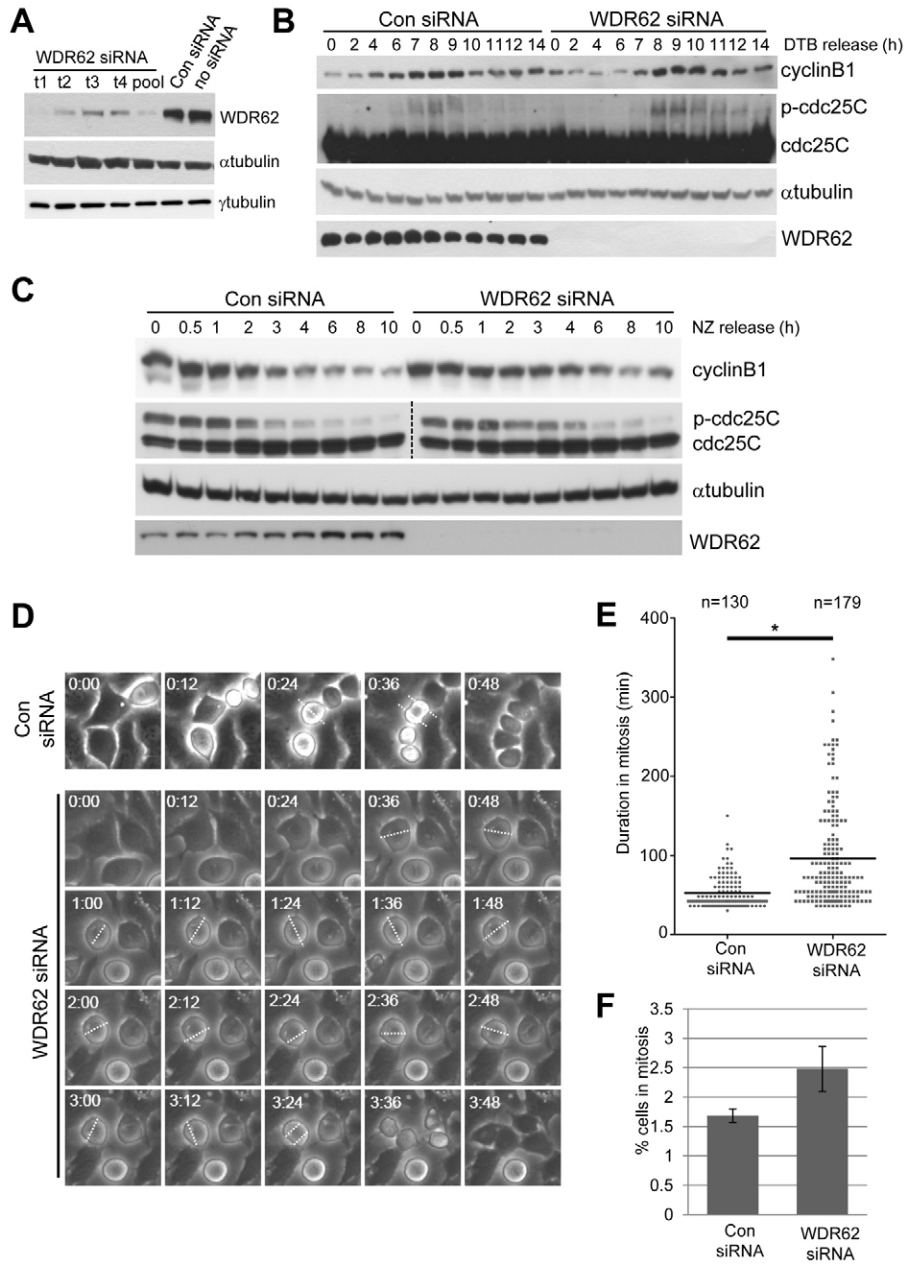 A
WDR62 siRNA
Con siRNA
no siRNA
t1 t2 t3 t4 pool
WDR62
αtubulin
γtubulin
B
Con siRNA WDR62 siRNA
0 2 4 6 7 8 9 10 1112 14 0 2 4 6 7 8 9 10 1112 14 DTB release (h)
cyclinB1
p-cdc25C
cdc25C
αtubulin
WDR62
C
Con siRNA WDR62 siRNA
0 0.5 1 2 3 4 6 8 10 0 0.5 1 2 3 4 6 8 10 NZ release (h)
cyclinB1
p-cdc25C
cdc25C
αtubulin
WDR62
D
Con
siRNA
0:00 0:12 0:24 0:36 0:48
WDR62 siRNA
0:00 0:12 0:24 0:36 0:48
1:00 1:12 1:24 1:36 1:48
2:00 2:12 2:24 2:36 2:48
3:00 3:12 3:24 3:36 3:48
E
n=130 n=179
*
Duration in mitosis (min)
400
300
200
100
0
Con
siRNA
WDR62
siRNA
F
% cells in mitosis
3.5
3
2.5
2
1.5
1
0.5
0
Con
siRNA
WDR62
siRNA